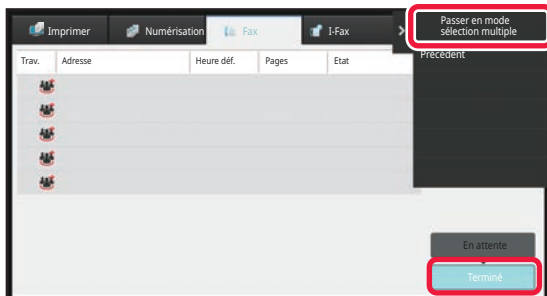 Imprimer
Numérisation
Fax
I-Fax
Passer en mode
sélection multiple
Précédent
Trav.
Adresse
Heure déf.
Pages
Etat
En attente
Terminé